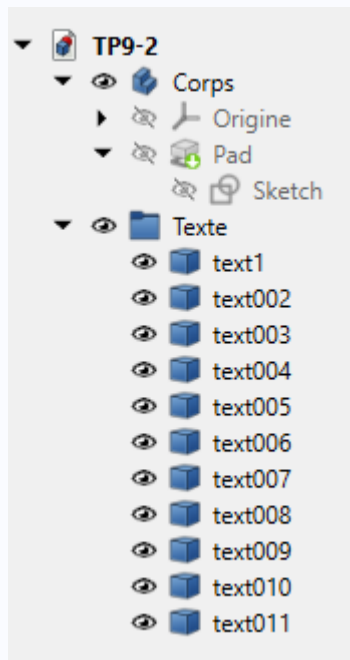 TP9-2
Corps
Origine
Pad
Sketch
Texte
text1
text002
text003
text004
text005
text006
text007
text008
text009
text010
text011